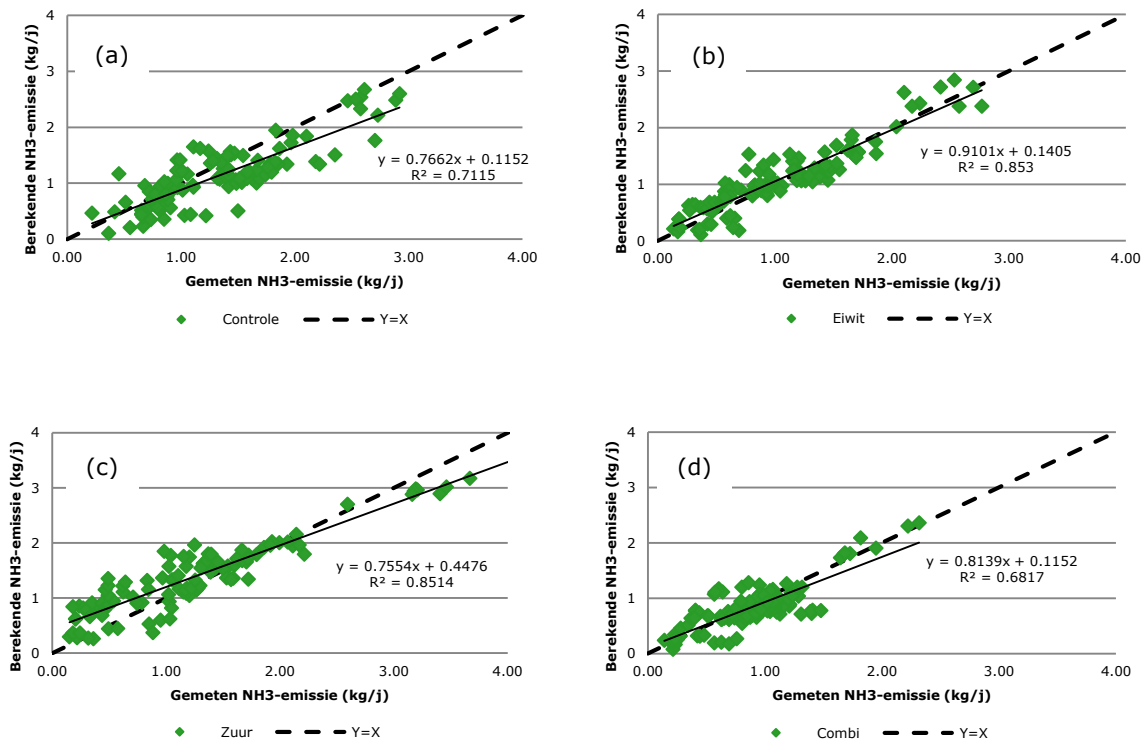 (a)
Berekende NH3-emissie (kg/j)
4
3
2
1
0
0.00 1.00 2.00 3.00 4.00
y = 0.7662x + 0.1152
R² = 0.7115
Gemeten NH3-emissie (kg/j)
Controle Y=X
(b)
Berekende NH3-emissie (kg/j)
4
3
2
1
0
0.00 1.00 2.00 3.00 4.00
y = 0.9101x + 0.1405
R² = 0.853
Gemeten NH3-emissie (kg/j)
Eiwit Y=X
(c)
Berekende NH3-emissie (kg/j)
4
3
2
1
0
0.00 1.00 2.00 3.00 4.00
y = 0.7554x + 0.4476
R² = 0.8514
Gemeten NH3-emissie (kg/j)
Zuur Y=X
(d)
Berekende NH3-emissie (kg/j)
4
3
2
1
0
0.00 1.00 2.00 3.00 4.00
y = 0.8139x + 0.1152
R² = 0.6817
Gemeten NH3-emissie (kg/j)
Combi Y=X